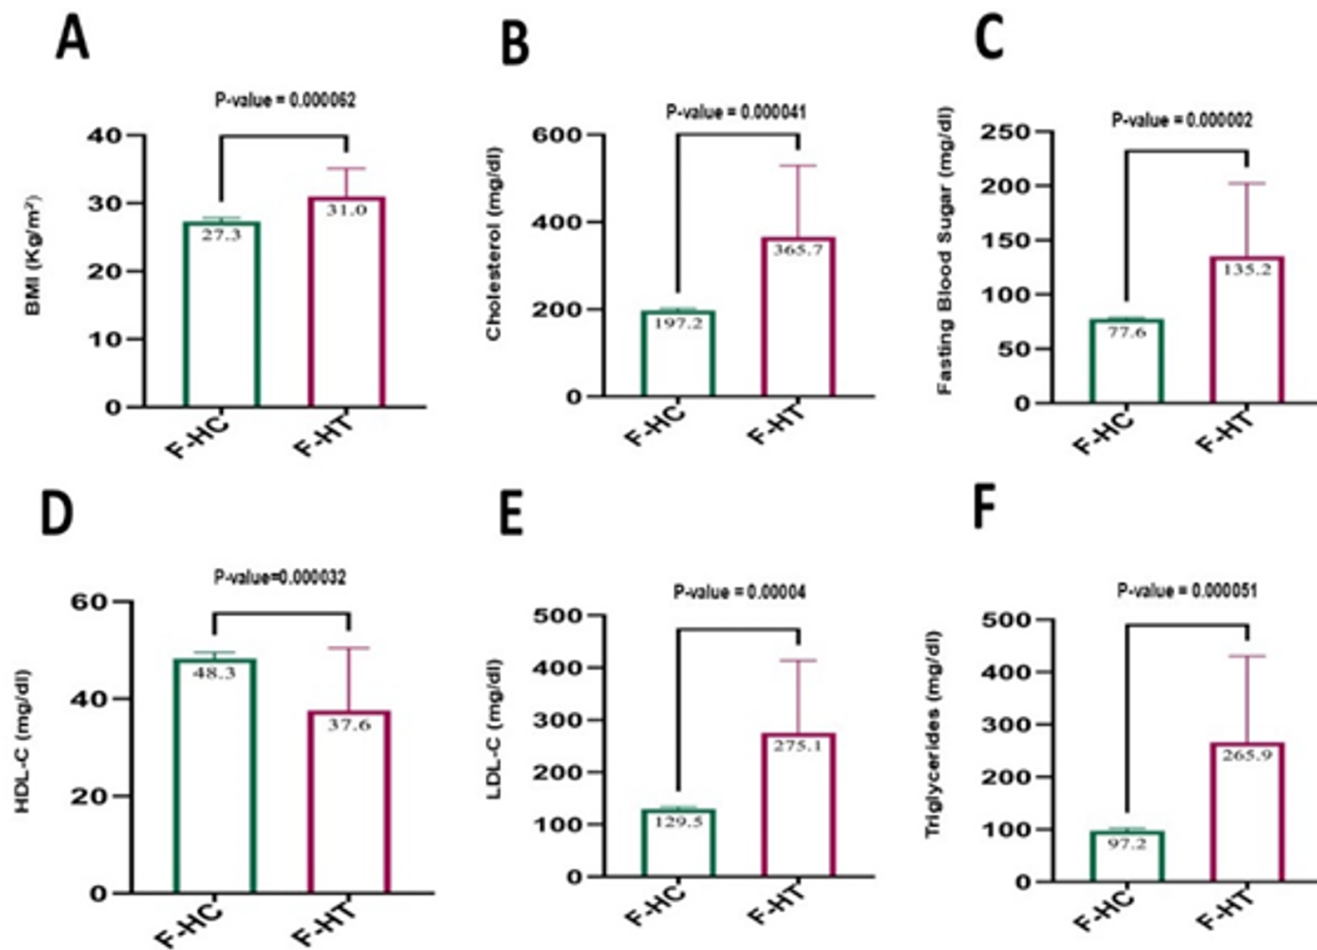 A
P-value = 0.000062
BMI (Kg/m²)
40
30
20
10
0
27.3
31.0
F-HC
F-HT
B
P-value = 0.000041
Cholesterol (mg/dl)
600
400
200
0
197.2
365.7
F-HC
F-HT
C
P-value = 0.000002
Fasting Blood Sugar (mg/dl)
250
200
150
100
50
0
77.6
135.2
F-HC
F-HT
D
P-value=0.000032
HDL-C (mg/dl)
60
40
20
0
48.3
37.6
F-HC
F-HT
E
P-value = 0.00004
LDL-C (mg/dl)
500
400
300
200
100
0
129.5
275.1
F-HC
F-HT
F
P-value = 0.000051
Triglycerides (mg/dl)
500
400
300
200
100
0
97.2
265.9
F-HC
F-HT